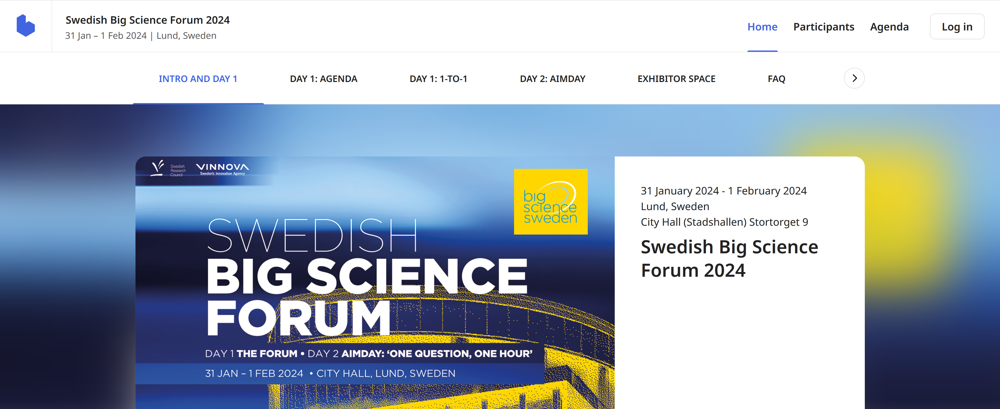 Swedish Big Science Forum 2024
31 Jan – 1 Feb 2024 | Lund, Sweden
Home
Participants
Agenda
Log in
INTRO AND DAY 1
DAY 1: AGENDA
DAY 1: 1-TO-1
DAY 2: AIMDAY
EXHIBITOR SPACE
FAQ
Swedish
Research
Council
VINNOVA
Sweden's Innovation Agency
big
science
sweden
SWEDISH
BIG SCIENCE
FORUM
DAY 1 THE FORUM • DAY 2 AIMDAY: ‘ONE QUESTION, ONE HOUR’
31 JAN – 1 FEB 2024 • CITY HALL, LUND, SWEDEN
31 January 2024 - 1 February 2024
Lund, Sweden
City Hall (Stadshallen) Stortorget 9
Swedish Big Science
Forum 2024